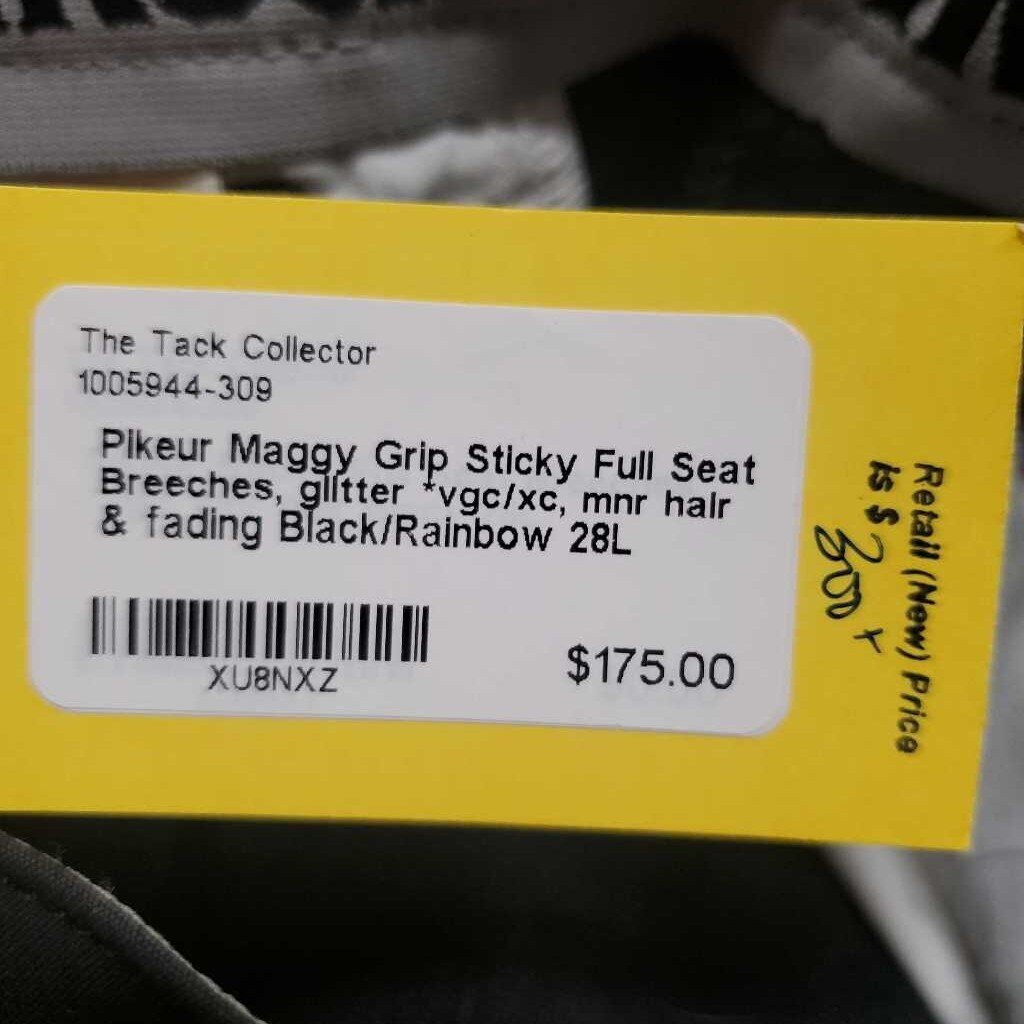 The Tack Collector
1005944-309
Pikeur Maggy Grip Sticky Full Seat
Breeches, glitter *vgc/xc, mnr hair
& fading Black/Rainbow 28L
XU8NXZ
$175.00
Retail (New) Price
is $ 300 +